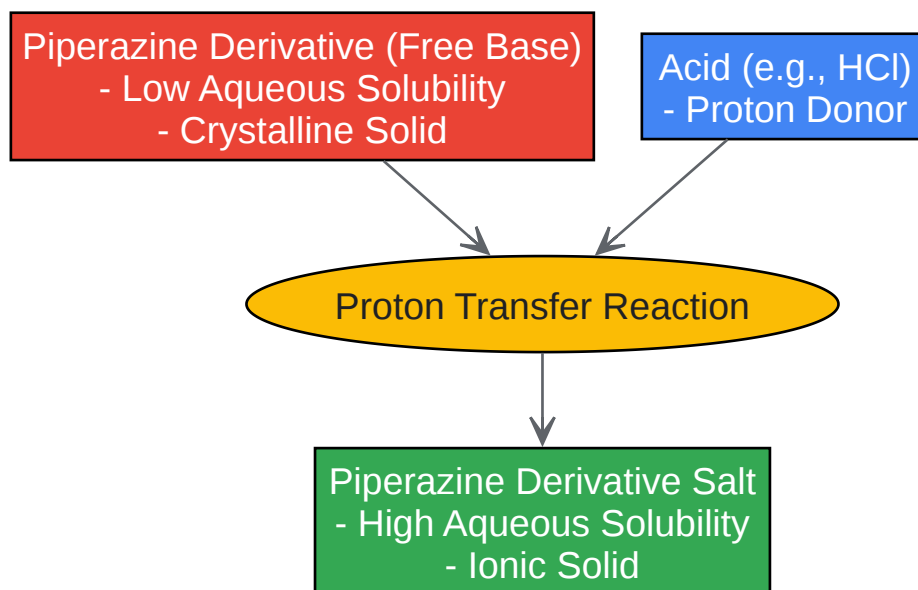 Piperazine Derivative (Free Base)
- Low Aqueous Solubility
- Crystalline Solid
Acid (e.g., HCl)
- Proton Donor
Proton Transfer Reaction
Piperazine Derivative Salt
- High Aqueous Solubility
- Ionic Solid